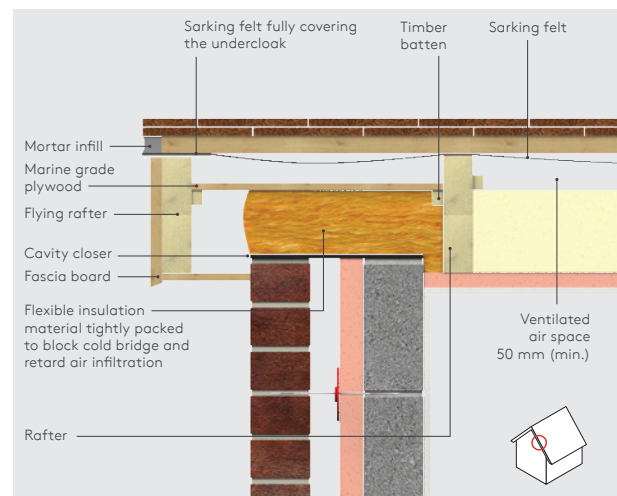 Sarking felt fully covering
the undercloak
Timber
batten
Sarking felt
Mortar infill
Marine grade
plywood
Flying rafter
Cavity closer
Fascia board
Flexible insulation
material tightly packed
to block cold bridge and
retard air infiltration
Rafter
Ventilated
air space
50 mm (min.)